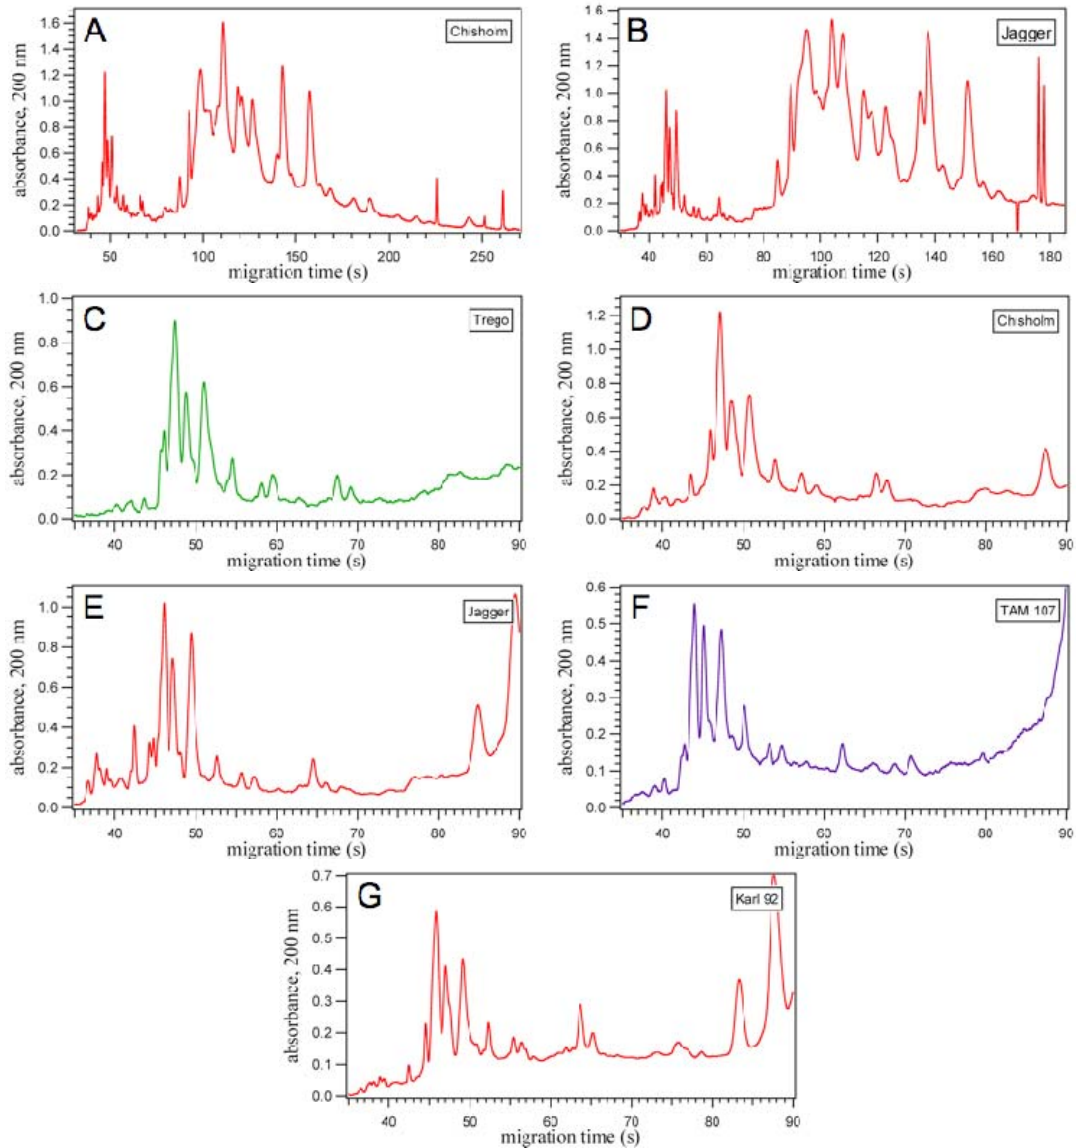 A
Chishom
1.6
1.4
1.2
1.0
0.8
0.6
0.4
0.2
0.0
absorbance, 200 nm
50 100 150 200 250
migration time (s)
B
Jagger
1.6
1.4
1.2
1.0
0.8
0.6
0.4
0.2
0.0
absorbance, 200 nm
40 60 80 100 120 140 160 180
migration time (s)
C
Trego
1.0
0.8
0.6
0.4
0.2
0.0
absorbance, 200 nm
40 50 60 70 80 90
migration time (s)
D
Chisholm
1.2
1.0
0.8
0.6
0.4
0.2
0.0
absorbance, 200 nm
40 50 60 70 80 90
migration time (s)
E
Jagger
1.0
0.8
0.6
0.4
0.2
0.0
absorbance, 200 nm
40 50 60 70 80 90
migration time (s)
F
TAM 107
0.6
0.5
0.4
0.3
0.2
0.1
0.0
absorbance, 200 nm
40 50 60 70 80 90
migration time (s)
G
Karl 92
0.7
0.6
0.5
0.4
0.3
0.2
0.1
0.0
absorbance, 200 nm
40 50 60 70 80 90
migration time (s)